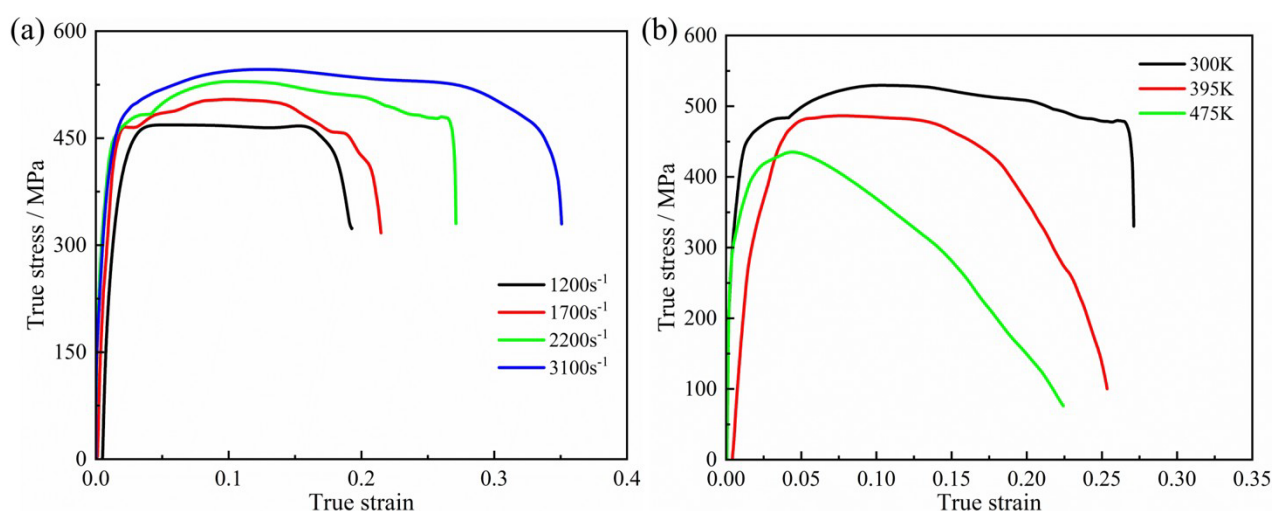 (a)
600
450
300
150
0
True stress / MPa
0.0 0.1 0.2 0.3 0.4
True strain
1200s⁻¹
1700s⁻¹
2200s⁻¹
3100s⁻¹
(b)
600
500
400
300
200
100
0
True stress / MPa
0.00 0.05 0.10 0.15 0.20 0.25 0.30 0.35
True strain
300K
395K
475K